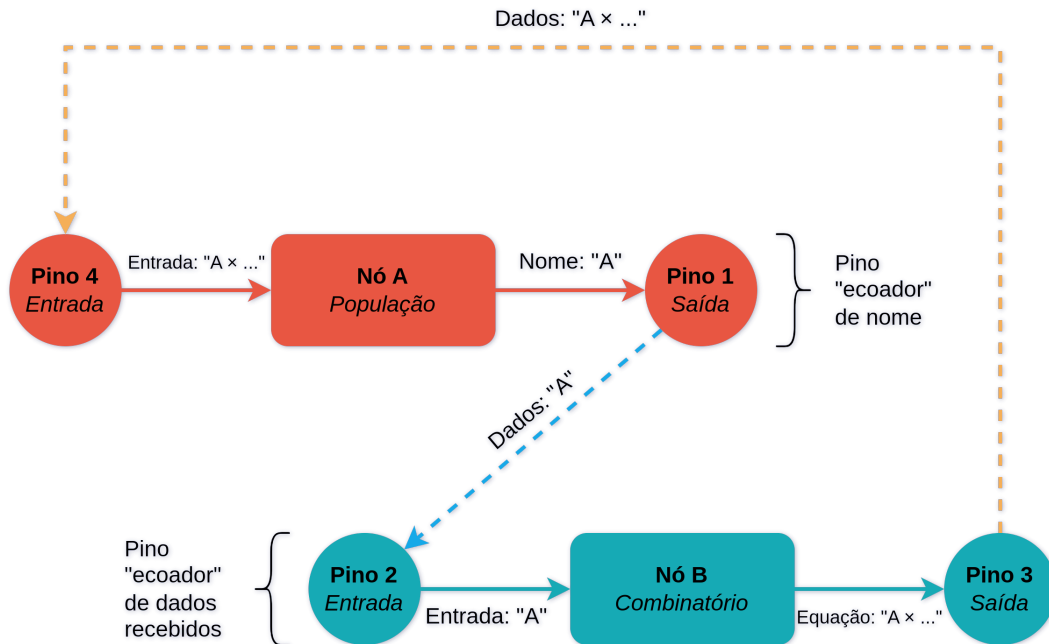 Dados: "A × ..."
Pino 4
Entrada
Entrada: "A × ..."
Nó A
População
Nome: "A"
Pino 1
Saída
Pino
"ecoador"
de nome
Dados: "A"
Pino
"ecoador"
de dados
recebidos
Pino 2
Entrada
Entrada: "A"
Nó B
Combinatório
Equação: "A × ..."
Pino 3
Saída